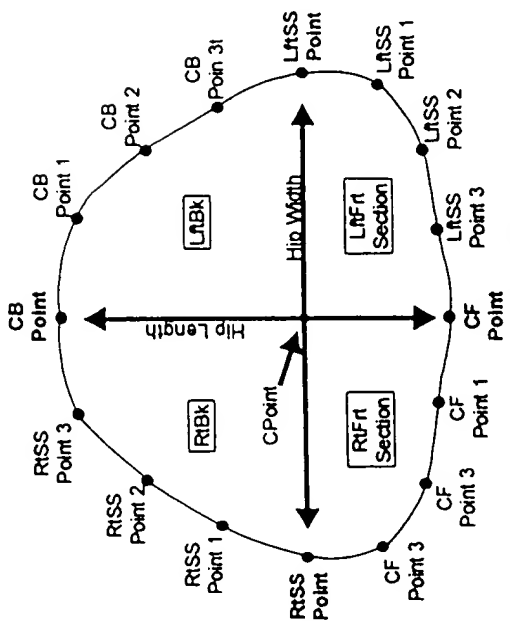 CB
Point
CB
Point 1
CB
Point 2
CB
Poin 3t
LftSS
Point
LftSS
Point 1
LftSS
Point 2
LftSS
Point 3
CF
Point
CF
Point 1
CF
Point 3
CF
Point 3
RtSS
Point
RtSS
Point 1
RtSS
Point 2
RtSS
Point 3
LftBk
RtBk
Hip Length
Hip Width
CPoint
LftFrt
Section
RtFrt
Section